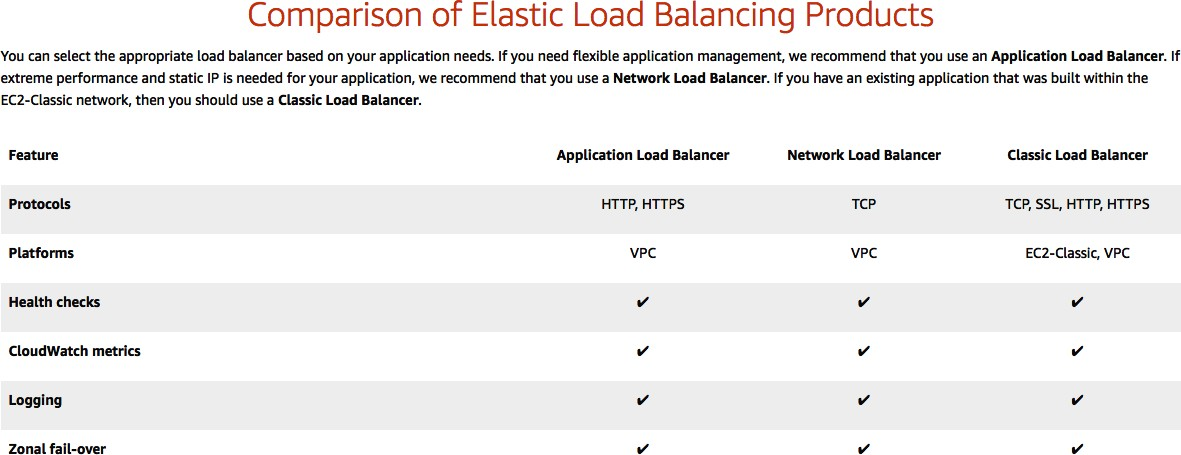 Comparison of Elastic Load Balancing Products
You can select the appropriate load balancer based on your application needs. If you need flexible application management, we recommend that you use an Application Load Balancer. If
extreme performance and static IP is needed for your application, we recommend that you use a Network Load Balancer. If you have an existing application that was built within the
EC2-Classic network, then you should use a Classic Load Balancer.
Feature Application Load Balancer Network Load Balancer Classic Load Balancer
Protocols HTTP, HTTPS TCP TCP, SSL, HTTP, HTTPS
Platforms VPC VPC EC2-Classic, VPC
Health checks ✔ ✔ ✔
CloudWatch metrics ✔ ✔ ✔
Logging ✔ ✔ ✔
Zonal fail-over ✔ ✔ ✔